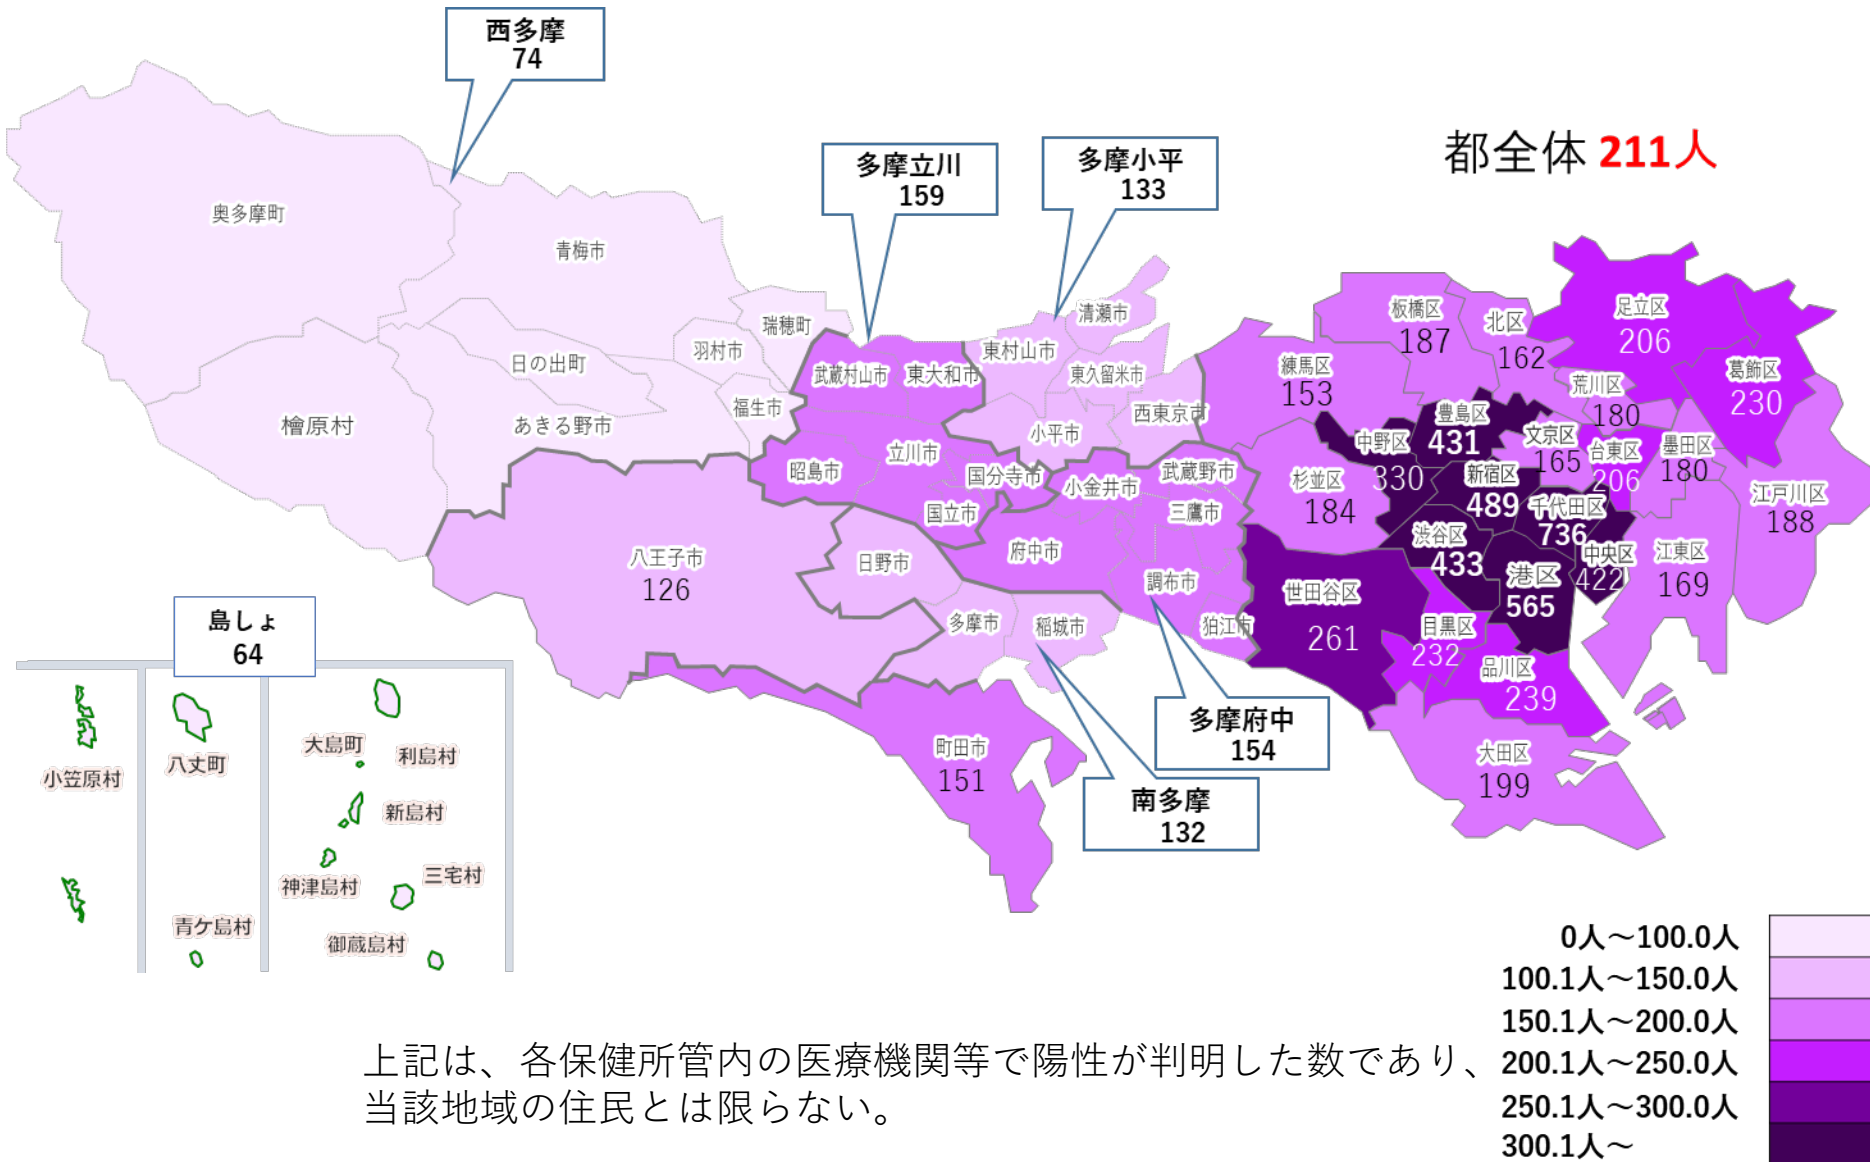 西多摩
74
多摩立川
159
多摩小平
133
都全体 211人
奥多摩町
青梅市
瑞穂町
羽村市
日の出町
福生市
あきる野市
檜原村
武蔵村山市
東大和市
東村山市
清瀬市
東久留米市
西東京市
小平市
昭島市
立川市
国分寺市
国立市
小金井市
武蔵野市
三鷹市
府中市
調布市
狛江市
八王子市
126
日野市
多摩市
稲城市
町田市
151
多摩府中
154
南多摩
132
板橋区
187
北区
162
足立区
206
葛飾区
230
練馬区
153
荒川区
180
豊島区
431
中野区
330
文京区
165
台東区
206
墨田区
180
新宿区
489
杉並区
184
千代田区
736
江戸川区
188
渋谷区
433
中央区
422
江東区
169
港区
565
世田谷区
261
目黒区
232
品川区
239
大田区
199
島しょ
64
小笠原村
八丈町
青ケ島村
大島町
利島村
新島村
神津島村
三宅村
御蔵島村
0人～100.0人
100.1人～150.0人
150.1人～200.0人
200.1人～250.0人
250.1人～300.0人
300.1人～
上記は、各保健所管内の医療機関等で陽性が判明した数であり、
当該地域の住民とは限らない。